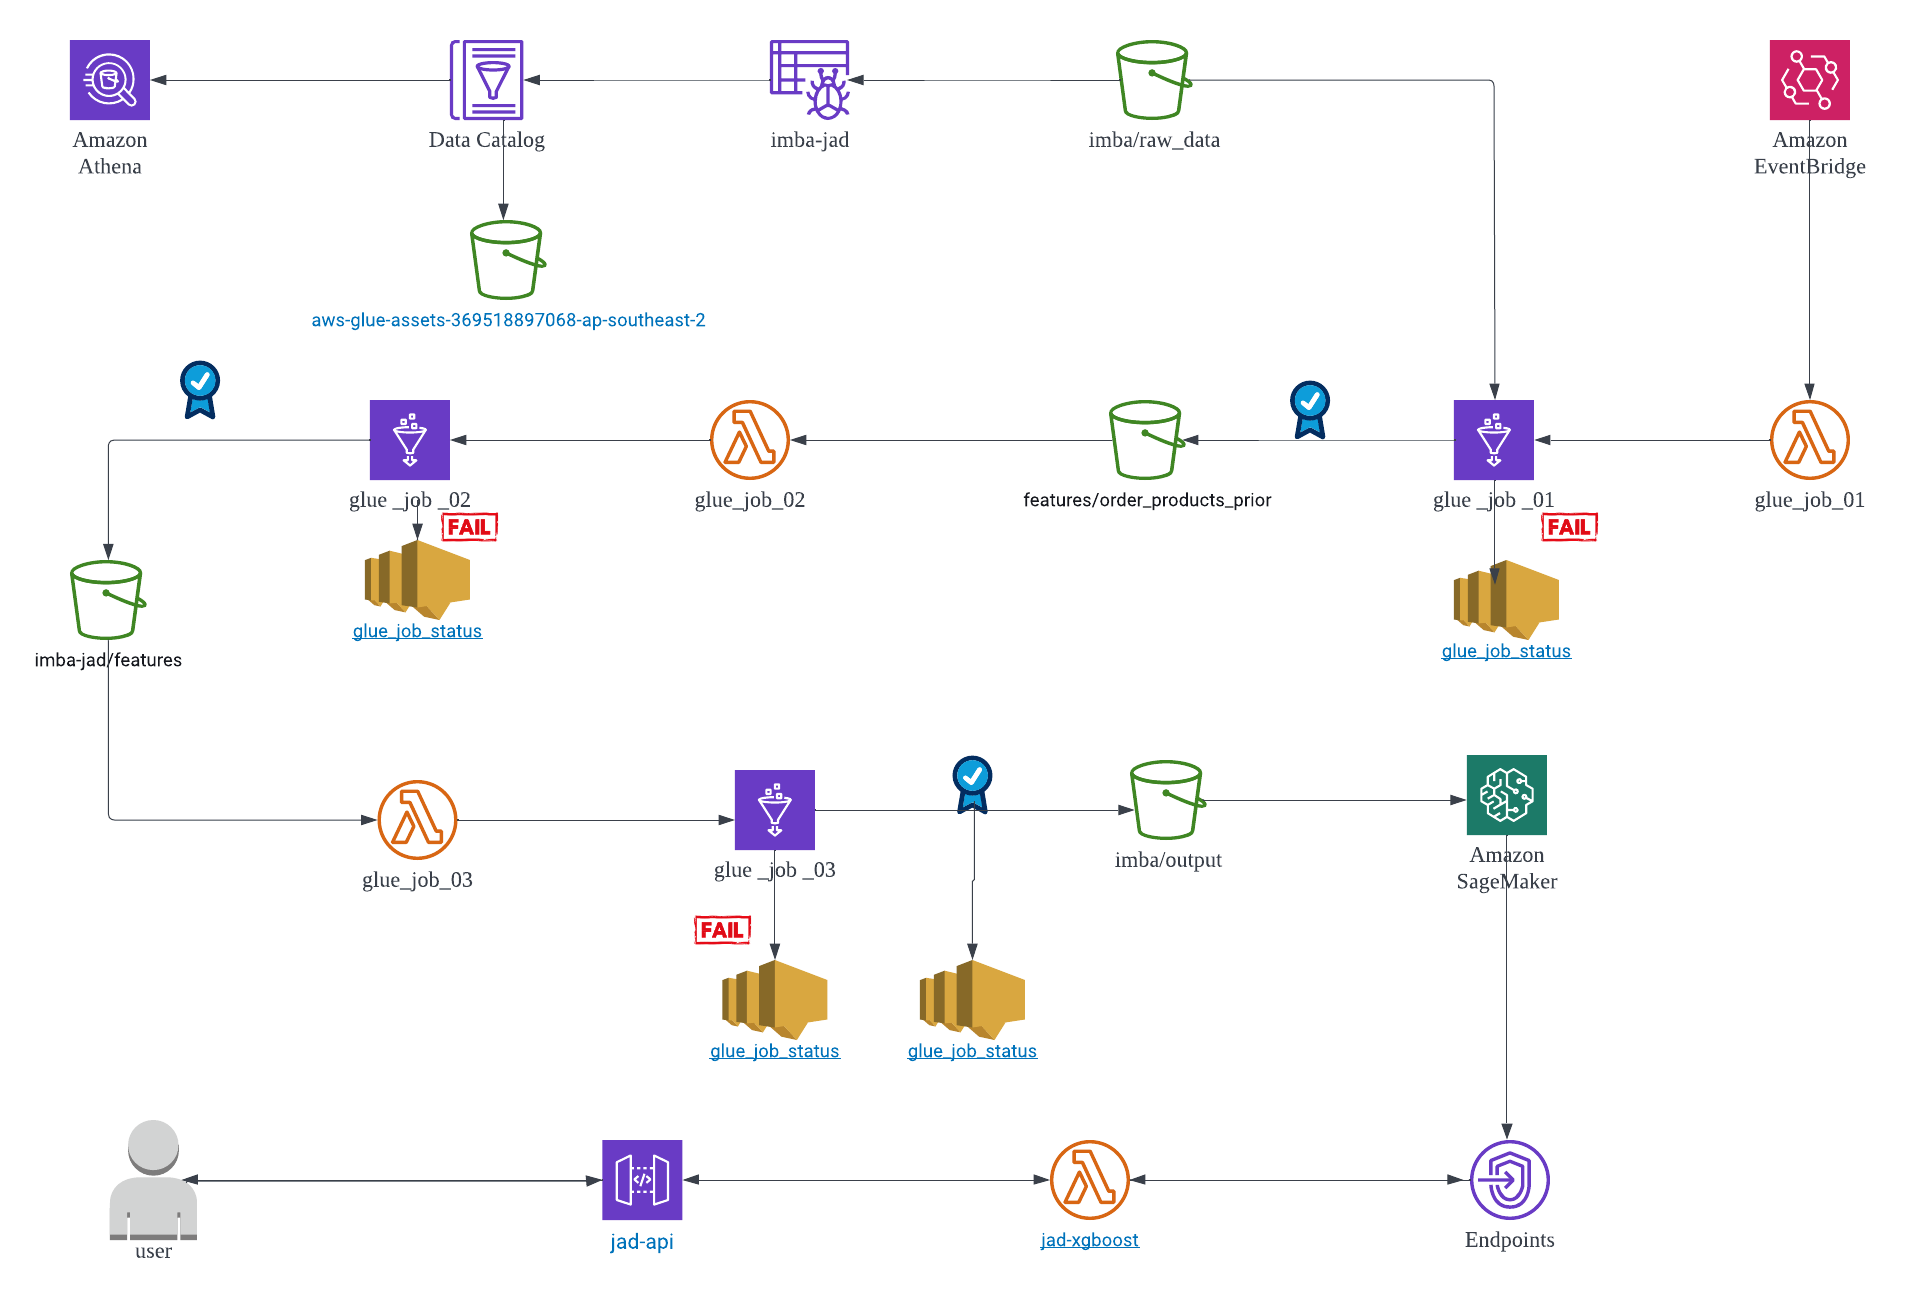 Amazon
Athena
Data Catalog
imba-jad
imba/raw_data
Amazon
EventBridge
aws-glue-assets-369518897068-ap-southeast-2
glue _job _02
glue_job_02
features/order_products_prior
glue _job _01
glue_job_01
FAIL
FAIL
glue_job_status
glue_job_status
imba-jad/features
glue_job_03
glue _job _03
imba/output
Amazon
SageMaker
FAIL
glue_job_status
glue_job_status
user
jad-api
</>
jad-xgboost
Endpoints